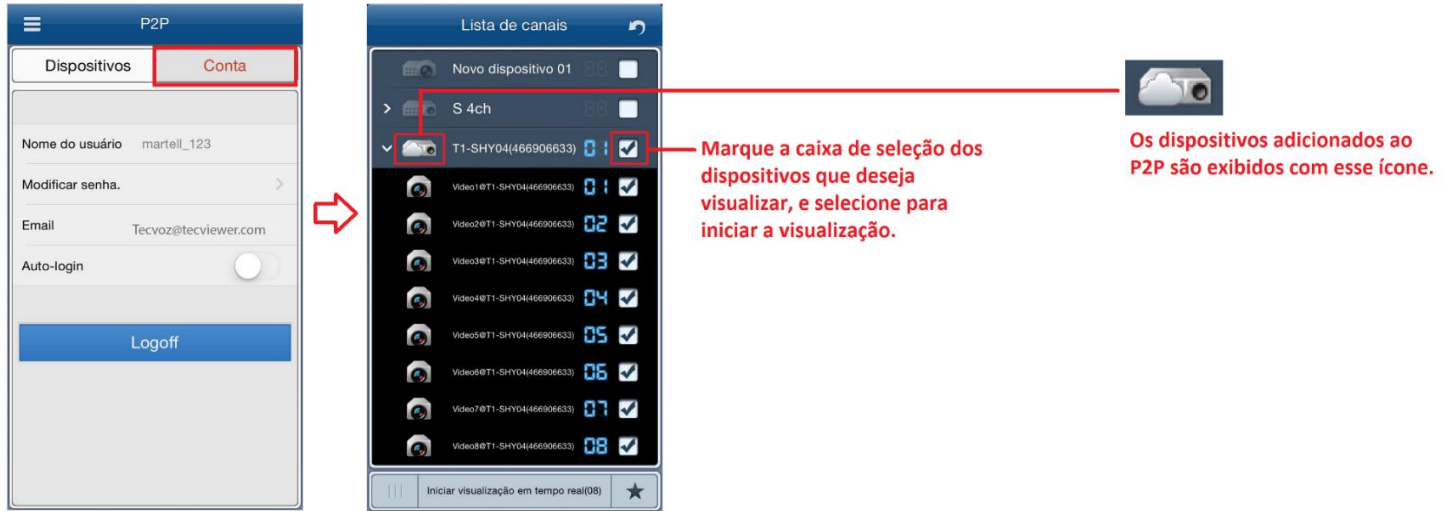 P2P
Dispositivos
Conta
Nome do usuário martell_123
Modificar senha.
Email Tecvoz@tecviewer.com
Auto-login
Logoff
Lista de canais
Novo dispositivo 01
S 4ch
T1-SHY04(466906633) 01
Video1@T1-SHY04(466906633) 01
Video2@T1-SHY04(466906633) 02
Video3@T1-SHY04(466906633) 03
Video4@T1-SHY04(466906633) 04
Video5@T1-SHY04(466906633) 05
Video6@T1-SHY04(466906633) 06
Video7@T1-SHY04(466906633) 07
Video8@T1-SHY04(466906633) 08
Iniciar visualização em tempo real(08)
Marque a caixa de seleção dos
dispositivos que deseja
visualizar, e selecione para
iniciar a visualização.
Os dispositivos adicionados ao
P2P são exibidos com esse ícone.